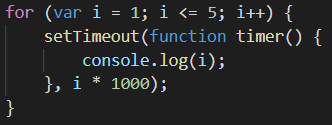 for (var i = 1; i <= 5; i++) {
    setTimeout(function timer() {
        console.log(i);
    }, i * 1000);
}